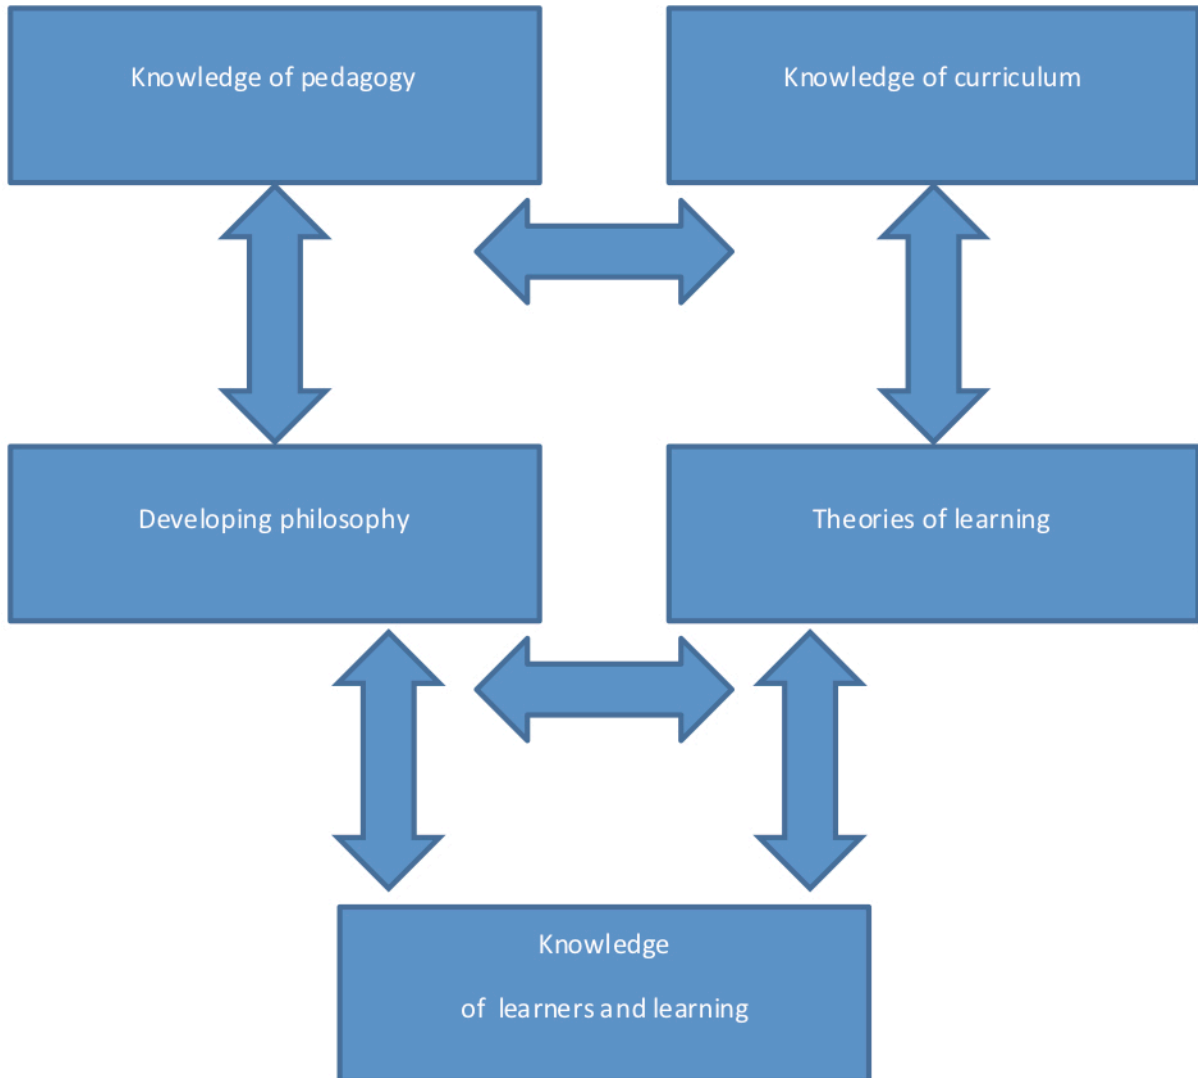 Knowledge of pedagogy
Knowledge of curriculum
Developing philosophy
Theories of learning
Knowledge
of learners and learning